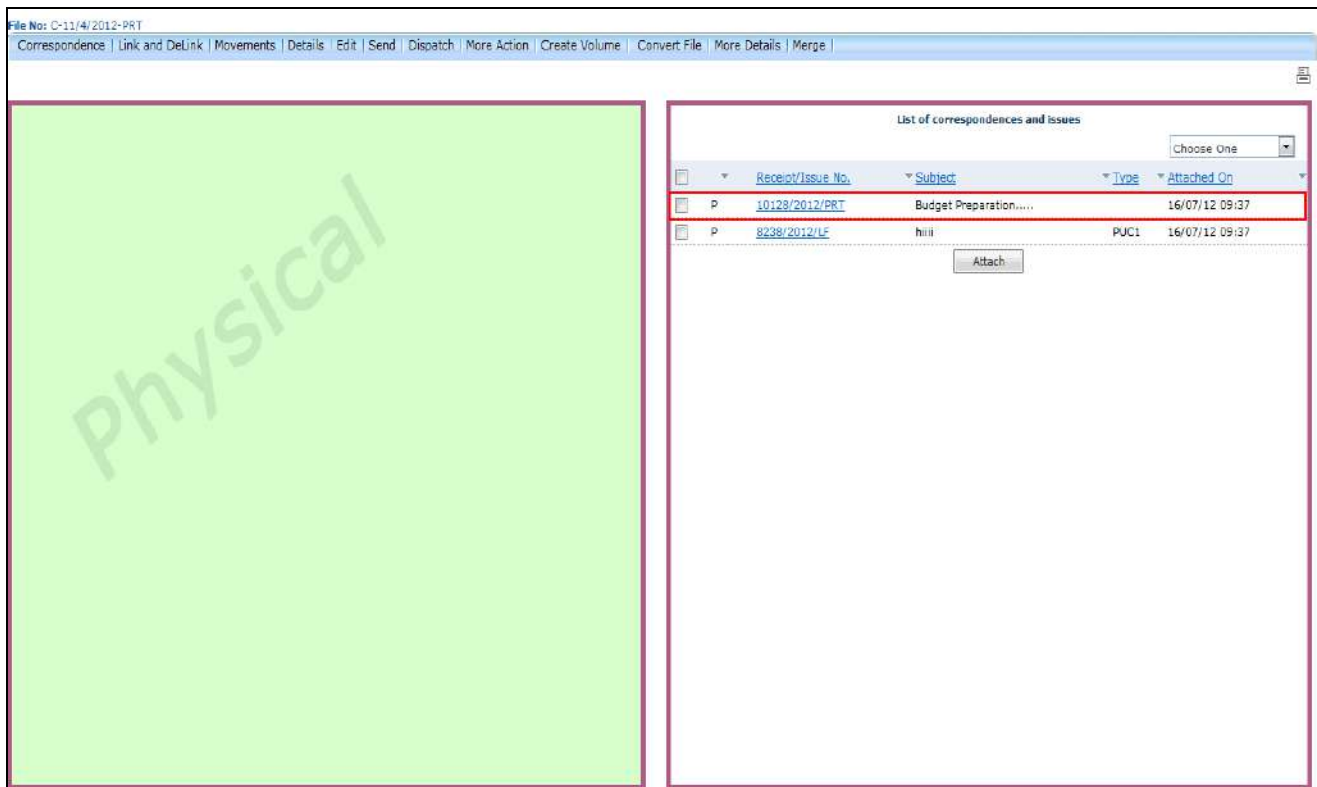 File No: C-11/4/2012-PRT
Correspondence | Link and DeLink | Movements | Details | Edit | Send | Dispatch | More Action | Create Volume | Convert File | More Details | Merge |
Physical
List of correspondences and issues
Choose One
Receipt/Issue No. Subject Type Attached On
P 10128/2012/PRT Budget Preparation..... 16/07/12 09:37
P 8238/2012/LF hiiii PUC1 16/07/12 09:37
Attach